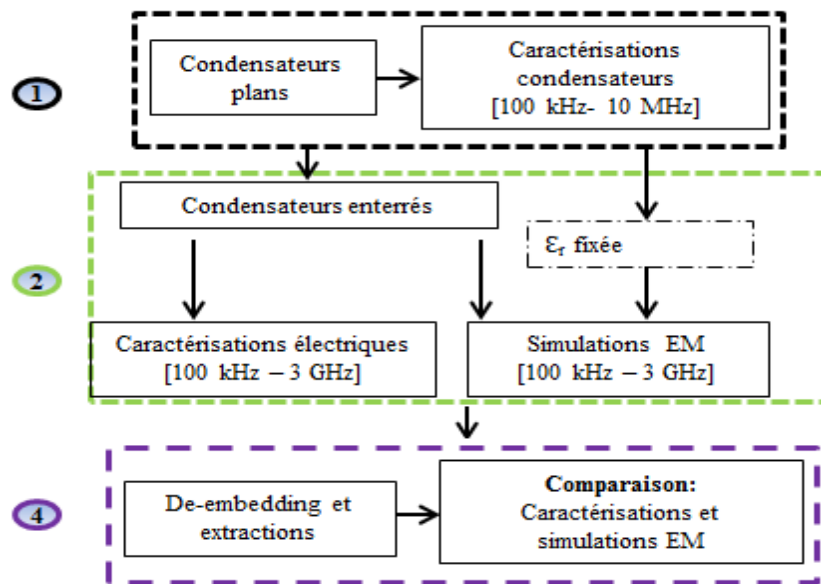 1
Condensateurs
plans
Caractérisations
condensateurs
[100 kHz- 10 MHz]
Condensateurs enterrés
εr fixée
2
Caractérisations électriques
[100 kHz – 3 GHz]
Simulations EM
[100 kHz – 3 GHz]
4
De-embedding et
extractions
Comparaison:
Caractérisations et
simulations EM